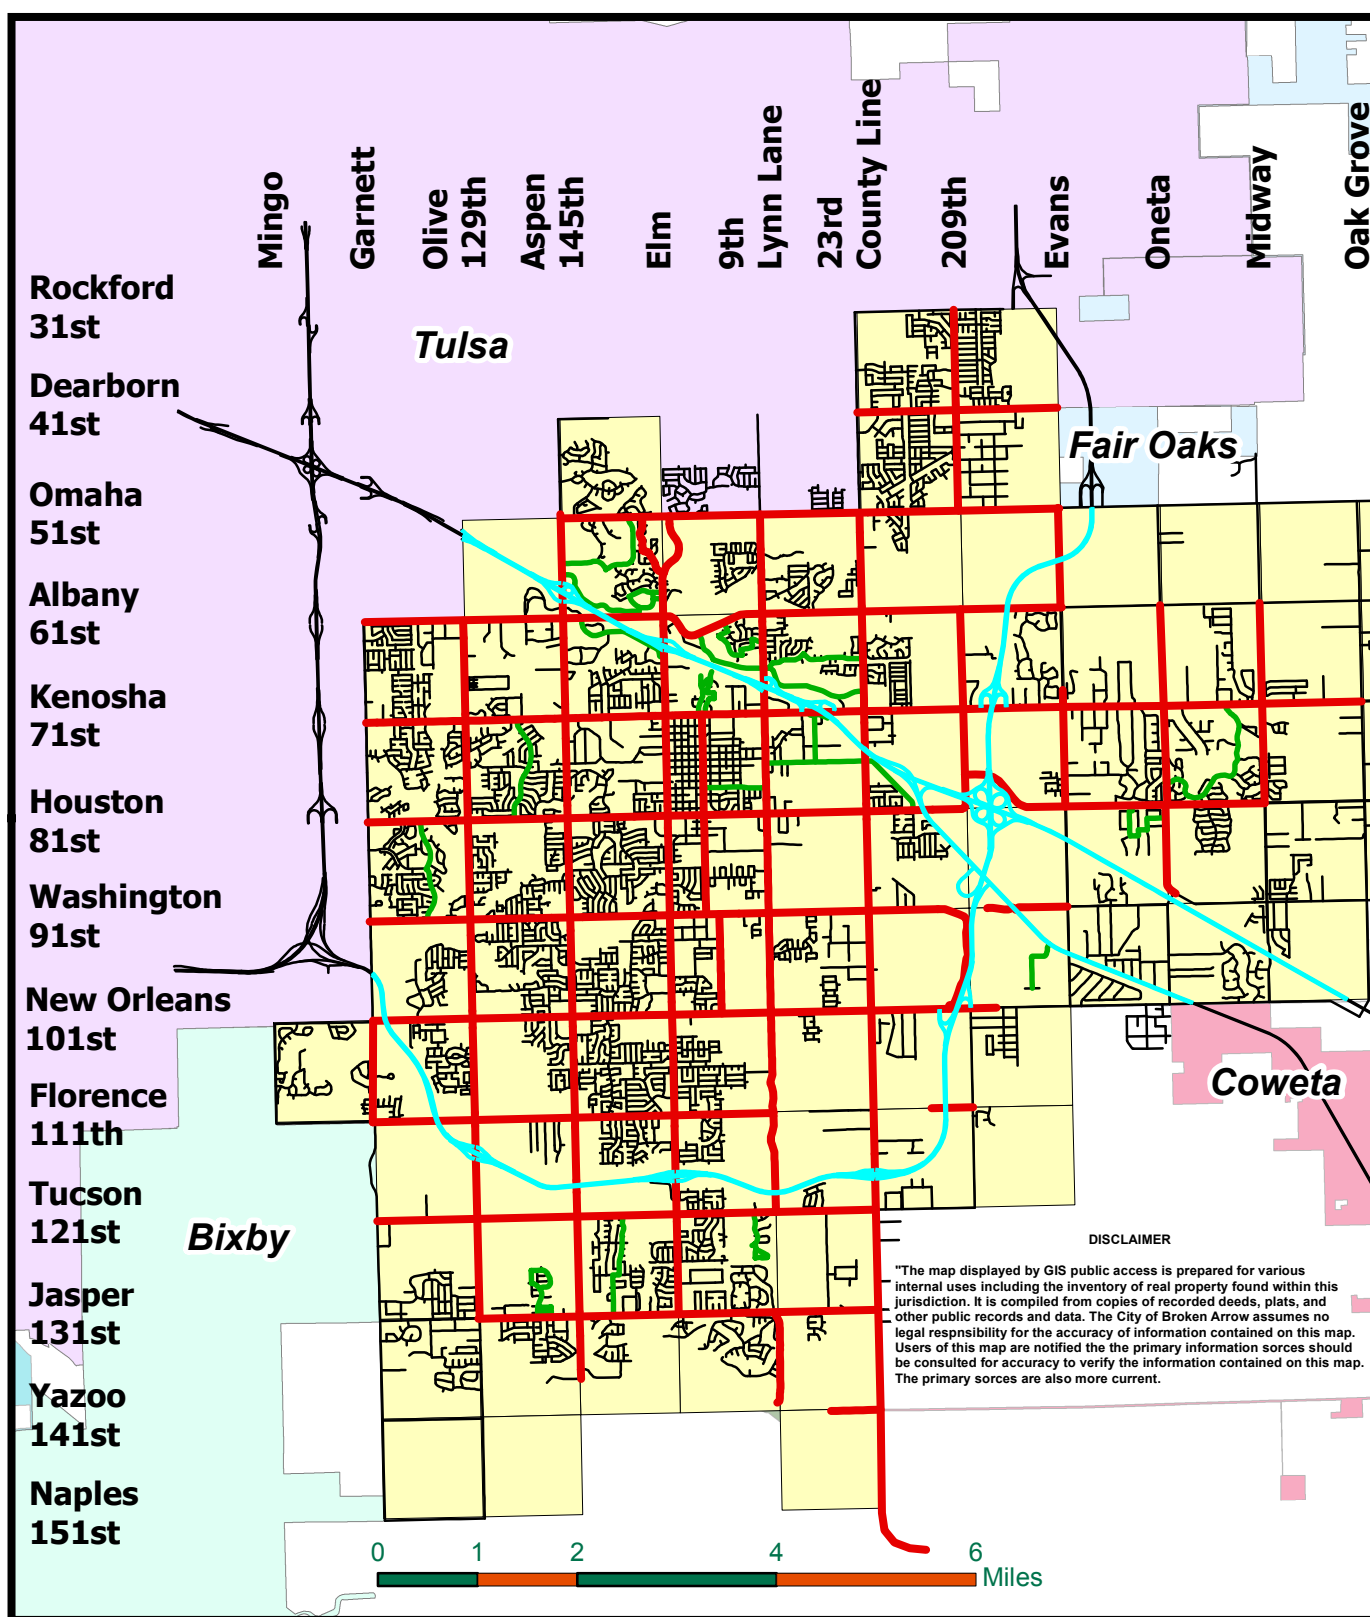 Mingo
Garnett
Olive
129th
Aspen
145th
Elm
9th
Lynn Lane
23rd
County Line
209th
Evans
Oneta
Midway
Oak Grove
Rockford
31st
Dearborn
41st
Omaha
51st
Albany
61st
Kenosha
71st
Houston
81st
Washington
91st
New Orleans
101st
Florence
111th
Tucson
121st
Jasper
131st
Yazoo
141st
Naples
151st
Tulsa
Fair Oaks
Coweta
Bixby
DISCLAIMER
"The map displayed by GIS public access is prepared for various
internal uses including the inventory of real property found within this
jurisdiction. It is compiled from copies of recorded deeds, plats, and
other public records and data. The City of Broken Arrow assumes no
legal respnsibility for the accuracy of information contained on this map.
Users of this map are notified the the primary information sorces should
be consulted for accuracy to verify the information contained on this map.
The primary sorces are also more current.
0 1 2 4 6
Miles